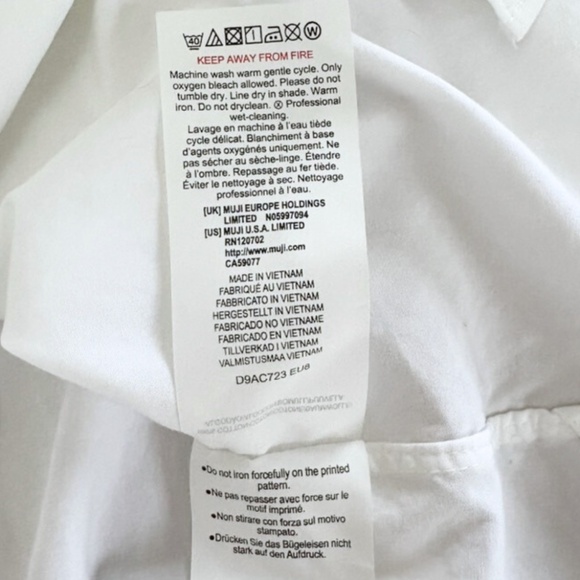 40
W
KEEP AWAY FROM FIRE
Machine wash warm gentle cycle. Only
oxygen bleach allowed. Please do not
tumble dry. Line dry in shade. Warm
iron. Do not dryclean. Ⓦ Professional
wet-cleaning.
Lavage en machine à l'eau tiède
cycle délicat. Blanchiment à base
d'agents oxygénés uniquement. Ne
pas sécher au sèche-linge. Étendre
à l'ombre. Repassage au fer tiède.
Éviter le nettoyage à sec. Nettoyage
professionnel à l'eau.
[UK] MUJI EUROPE HOLDINGS
LIMITED N05997094
[US] MUJI U.S.A. LIMITED
RN120702
http://www.muji.com
CA59077
MADE IN VIETNAM
FABRIQUÉ AU VIETNAM
FABBRICATO IN VIETNAM
HERGESTELLT IN VIETNAM
FABRICADO NO VIETNAME
FABRICADO EN VIETNAM
TILLVERKAD I VIETNAM
VALMISTUSMAA VIETNAM
D9AC723 EU8
•Do not iron forcefully on the printed
pattern.
•Ne pas repasser avec force sur le
motif imprimé.
•Non stirare con forza sul motivo
stampato.
•Drücken Sie das Bügeleisen nicht
stark auf den Aufdruck.